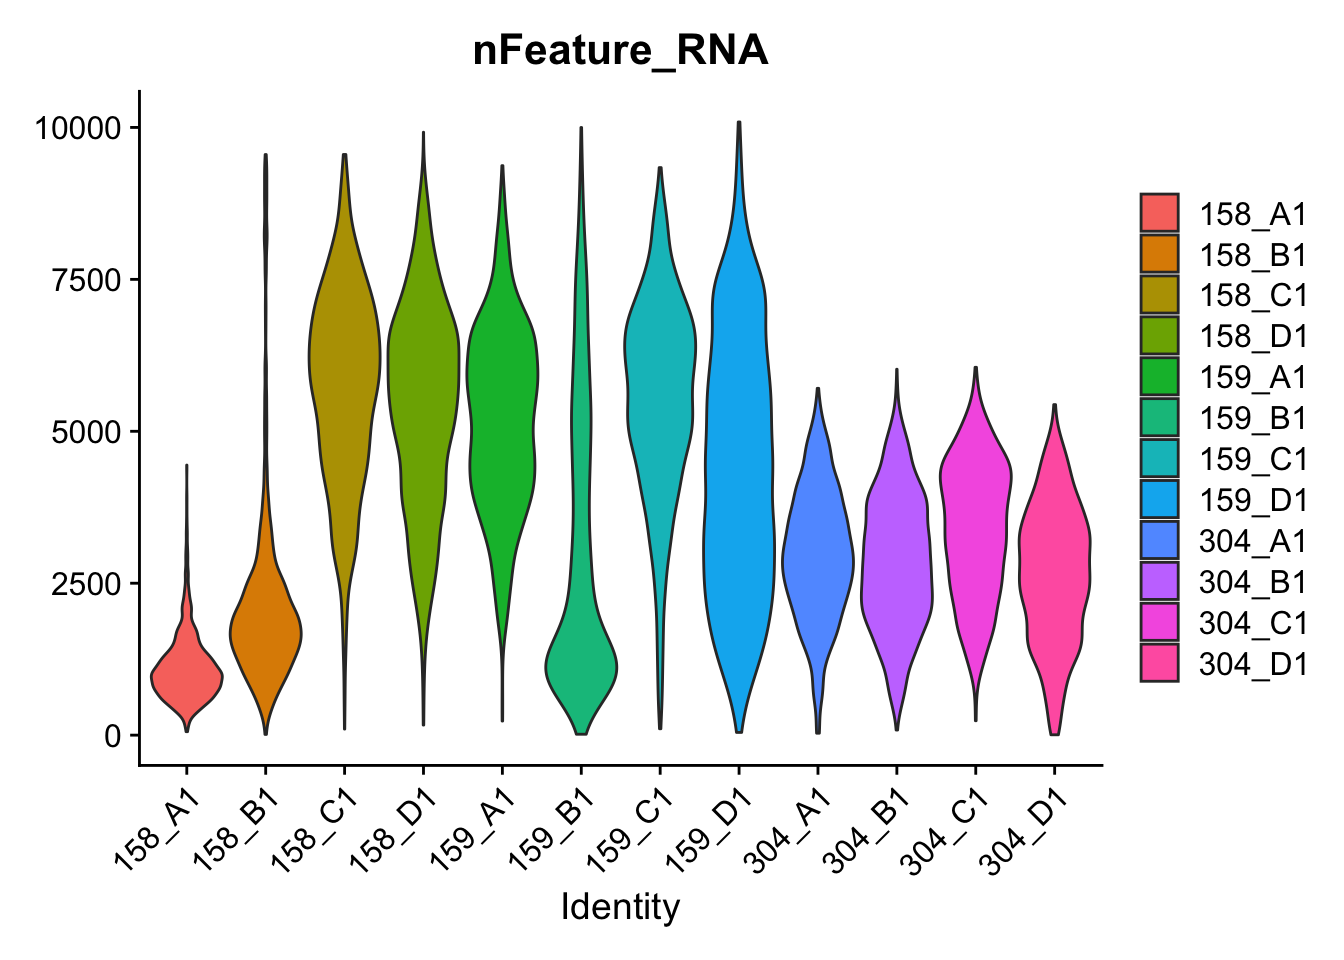 nFeature_RNA
10000
7500
5000
2500
0
158_A1
158_B1
158_C1
158_D1
159_A1
159_B1
159_C1
159_D1
304_A1
304_B1
304_C1
304_D1
Identity
158_A1
158_B1
158_C1
158_D1
159_A1
159_B1
159_C1
159_D1
304_A1
304_B1
304_C1
304_D1